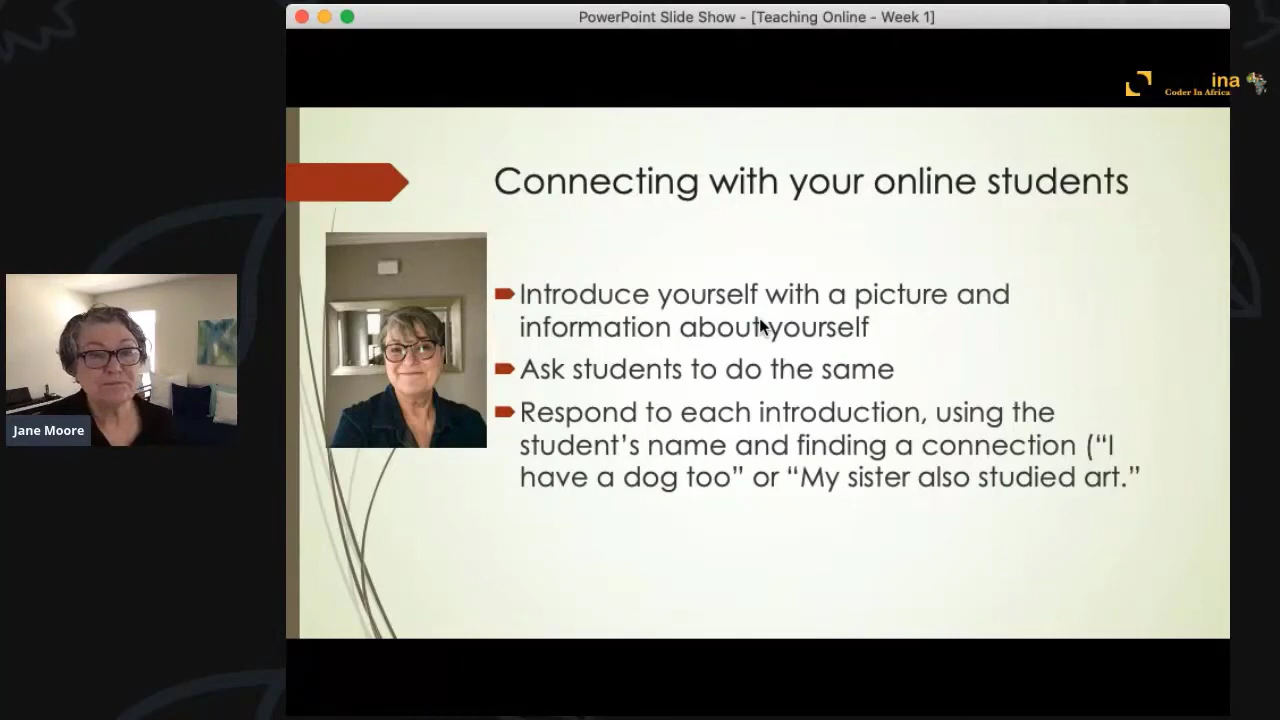 PowerPoint Slide Show - [Teaching Online - Week 1]
ina
Coder In Africa
Connecting with your online students
Introduce yourself with a picture and
information about yourself
Ask students to do the same
Respond to each introduction, using the
student’s name and finding a connection (“I
have a dog too” or “My sister also studied art.”
Jane Moore